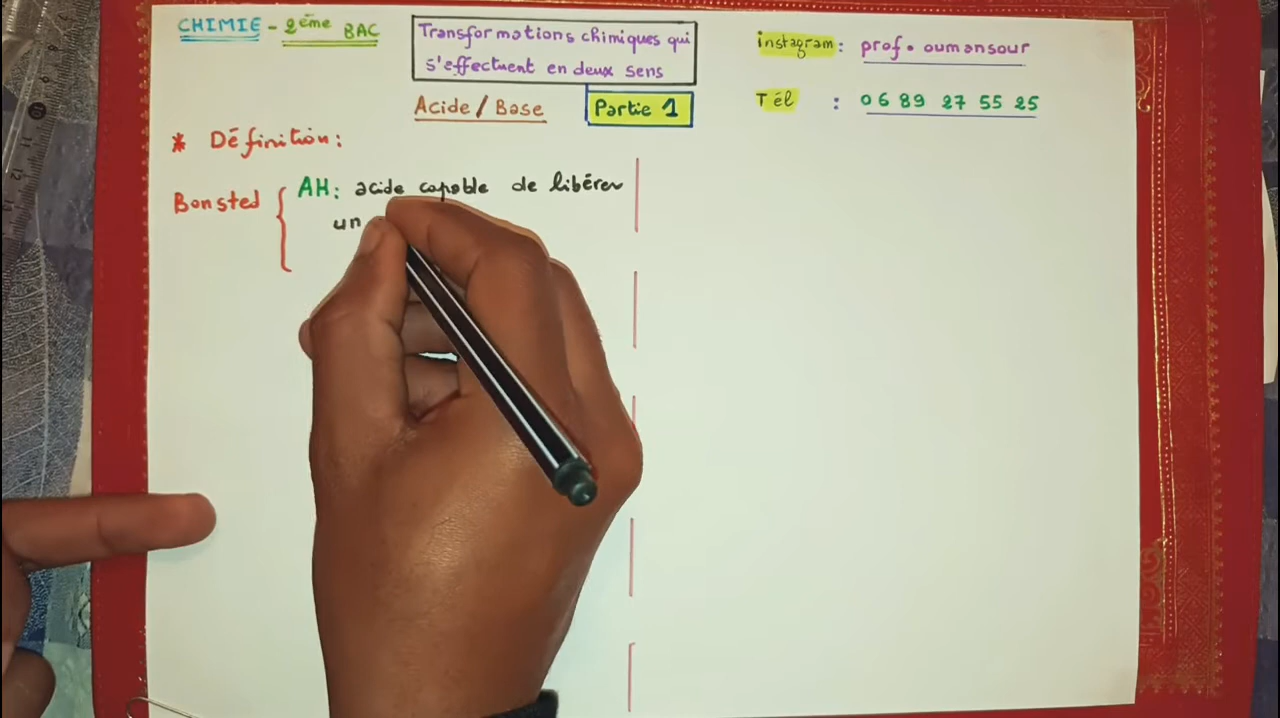 CHIMIE - 2ème BAC
Transformations chimiques qui
s'effectuent en deux sens
Acide / Base
Partie 1
instagram : prof.oumansour
Tél : 06 89 27 55 25
* Définition :
Bonsted { AH : acide capable de libérer
un